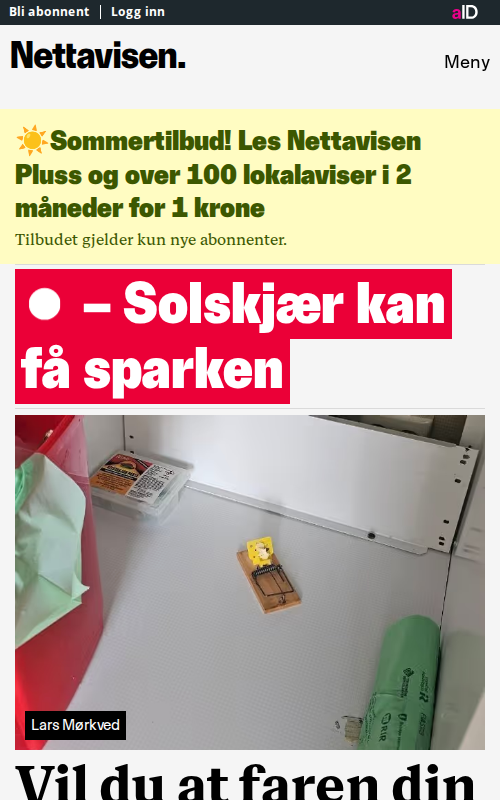 Bli abonnent
Logg inn
aID
Nettavisen.
Meny
☀️Sommertilbud! Les Nettavisen
Pluss og over 100 lokalaviser i 2
måneder for 1 krone
Tilbudet gjelder kun nye abonnenter.
– Solskjær kan
få sparken
Lars Mørkved
Vil du at faren din